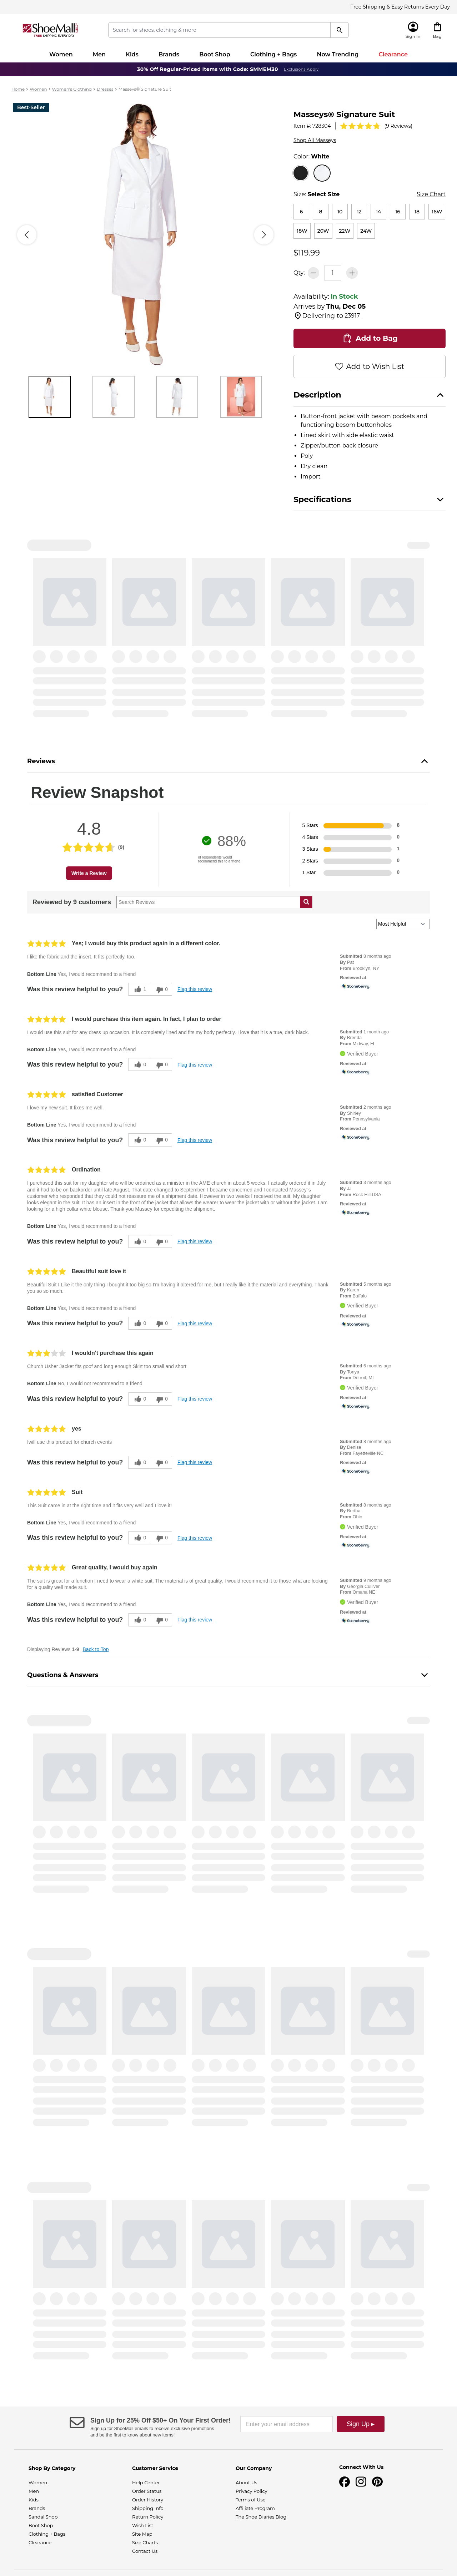 Free Shipping & Easy Returns Every Day
ShoeMall
FREE SHIPPING EVERY DAY
Search for shoes, clothing & more
Sign In
Bag
Women
Men
Kids
Brands
Boot Shop
Clothing + Bags
Now Trending
Clearance
30% Off Regular-Priced Items with Code: SMMEM30 Exclusions Apply
Home > Women > Womens Clothing > Dresses > Masseys® Signature Suit
Best-Seller
Masseys® Signature Suit
Item #: 728304 (9 Reviews)
Shop All Masseys
Color: White
Size: Select Size
Size Chart
6 8 10 12 14 16 18 16W
18W 20W 22W 24W
$119.99
Qty: 1
Availability: In Stock
Arrives by Thu, Dec 05
Delivering to 23917
Add to Bag
Add to Wish List
Description
• Button-front jacket with besom pockets and
functioning besom buttonholes
• Lined skirt with side elastic waist
• Zipper/button back closure
• Poly
• Dry clean
• Import
Specifications
Reviews
Review Snapshot
4.8
(9)
Write a Review
88%
of respondents would
recommend this to a friend
5 Stars 8
4 Stars 0
3 Stars 1
2 Stars 0
1 Star 0
Reviewed by 9 customers
Search Reviews
Most Helpful
Yes; I would buy this product again in a different color.
I like the fabric and the insert, it fits perfectly, too.
Bottom Line Yes, I would recommend to a friend
Was this review helpful to you? 1 0 Flag this review
Submitted 8 months ago
By Pat
From Brooklyn, NY
Reviewed at
Stoneberry
I would purchase this item again. In fact, I plan to order
I would use this suit for any dress up occasion. It is completely lined and fits my body perfectly. I love that it is a true, dark black.
Bottom Line Yes, I would recommend to a friend
Was this review helpful to you? 0 0 Flag this review
Submitted 1 month ago
By Brenda
From Midway, FL
Verified Buyer
Reviewed at
Stoneberry
satisfied Customer
I love my new suit. It fixes me well.
Bottom Line Yes, I would recommend to a friend
Was this review helpful to you? 0 0 Flag this review
Submitted 2 months ago
By Shirley
From Pennsylvania
Reviewed at
Stoneberry
Ordination
I purchased this suit for my daughter who will be ordained as a minister in the AME church in about 5 weeks. I actually ordered it in July
and it had to be on backorder until late August. That date changed to September. I became concerned and I contacted Massey"s
customer who responded that they could not reassure me of a shipment date. However in two weeks I received the suit. My daughter
looks elegant in the suit. It has an insert in the front of the jacket that allows an woman to wear the jacket with or without the jacket. I am
looking for a high collar white blouse. Thank you Massey for expediting the shipment.
Bottom Line Yes, I would recommend to a friend
Was this review helpful to you? 0 0 Flag this review
Submitted 3 months ago
By JJ
From Rock Hill USA
Reviewed at
Stoneberry
Beautiful suit love it
Beautiful Suit I Like it the only thing I bought it too big so I'm having it altered for me, but I really like it the material and everything. Thank
you so so much.
Bottom Line Yes, I would recommend to a friend
Was this review helpful to you? 0 0 Flag this review
Submitted 5 months ago
By Karen
From Buffalo
Verified Buyer
Reviewed at
Stoneberry
I wouldn't purchase this again
Church Usher Jacket fits good and long enough Skirt too small and short
Bottom Line No, I would not recommend to a friend
Was this review helpful to you? 0 0 Flag this review
Submitted 6 months ago
By Tonya
From Detroit, MI
Verified Buyer
Reviewed at
Stoneberry
yes
Iwill use this product for church events
Was this review helpful to you? 0 0 Flag this review
Submitted 8 months ago
By Denise
From Fayetteville NC
Reviewed at
Stoneberry
Suit
This Suit came in at the right time and it fits very well and I love it!
Bottom Line Yes, I would recommend to a friend
Was this review helpful to you? 0 0 Flag this review
Submitted 8 months ago
By Bertha
From Ohio
Verified Buyer
Reviewed at
Stoneberry
Great quality, I would buy again
The suit is great for a function I need to wear a white suit. The material is of great quality. I would recommend it to those who are looking
for a quality well made suit.
Bottom Line Yes, I would recommend to a friend
Was this review helpful to you? 0 0 Flag this review
Submitted 9 months ago
By Georgia Culliver
From Omaha NE
Verified Buyer
Reviewed at
Stoneberry
Displaying Reviews 1-9 Back to Top
Questions & Answers
Sign Up for 25% Off $50+ On Your First Order!
Sign up for ShoeMall emails to receive exclusive promotions
and be the first to know about new items!
Enter your email address
Sign Up ▸
Shop By Category
Women
Men
Kids
Brands
Sandal Shop
Boot Shop
Clothing + Bags
Clearance
Customer Service
Help Center
Order Status
Order History
Shipping Info
Return Policy
Wish List
Site Map
Size Charts
Contact Us
Our Company
About Us
Privacy Policy
Terms of Use
Affiliate Program
The Shoe Diaries Blog
Connect With Us